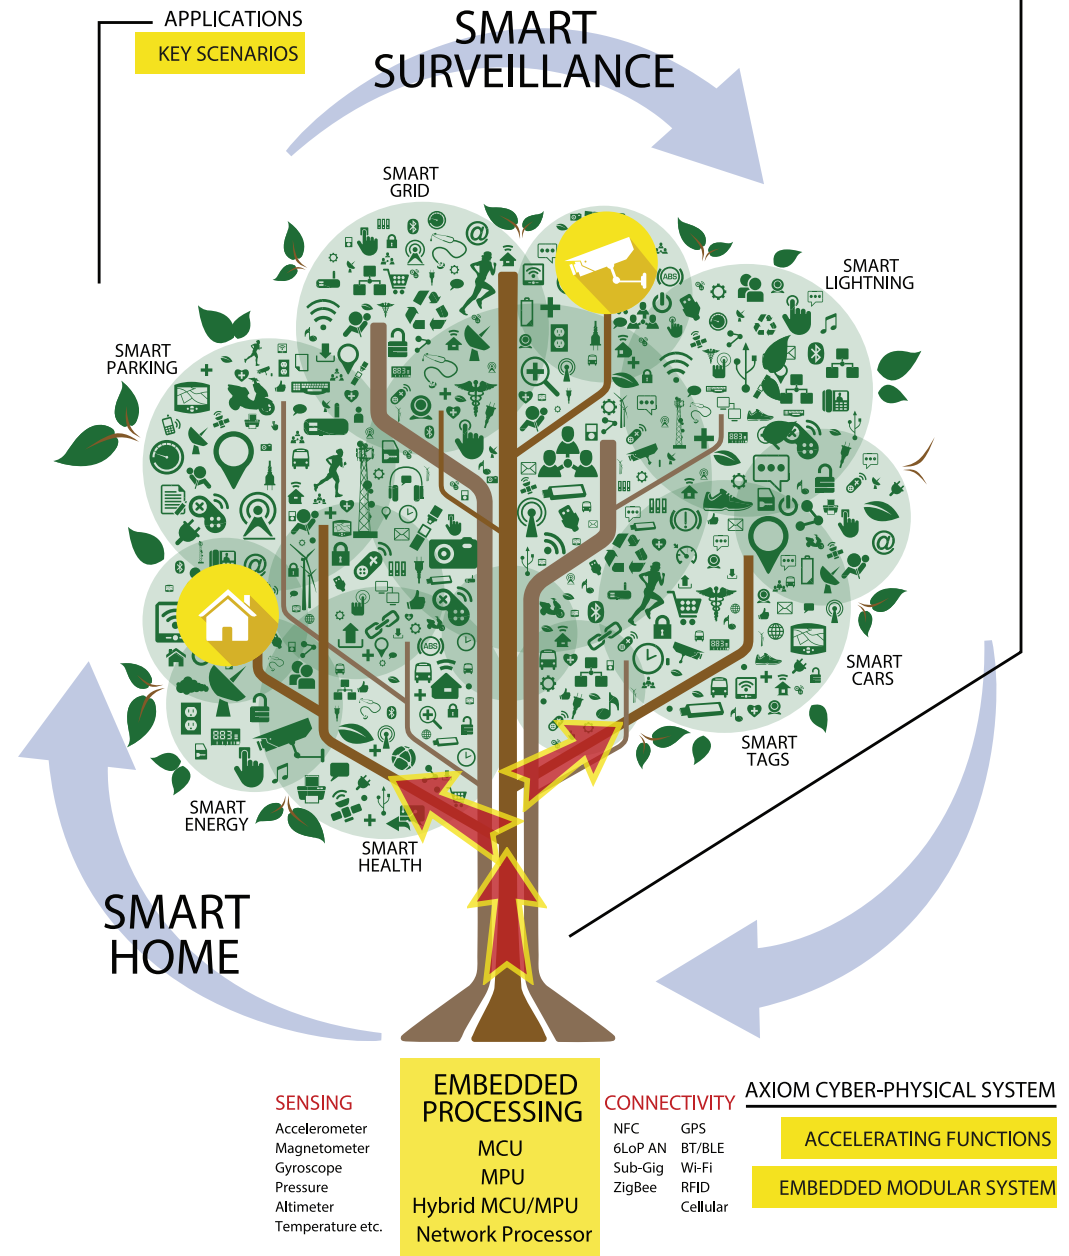 APPLICATIONS
KEY SCENARIOS
SMART
SURVEILLANCE
SMART
GRID
SMART
LIGHTNING
SMART
PARKING
ABS
ABS
SMART
CARS
SMART
TAGS
SMART
ENERGY
SMART
HEALTH
SMART
HOME
SENSING
Accelerometer
Magnetometer
Gyroscope
Pressure
Altimeter
Temperature etc.
EMBEDDED
PROCESSING
MCU
MPU
Hybrid MCU/MPU
Network Processor
CONNECTIVITY
NFC GPS
6LoP AN BT/BLE
Sub-Gig Wi-Fi
ZigBee RFID
Cellular
AXIOM CYBER-PHYSICAL SYSTEM
ACCELERATING FUNCTIONS
EMBEDDED MODULAR SYSTEM